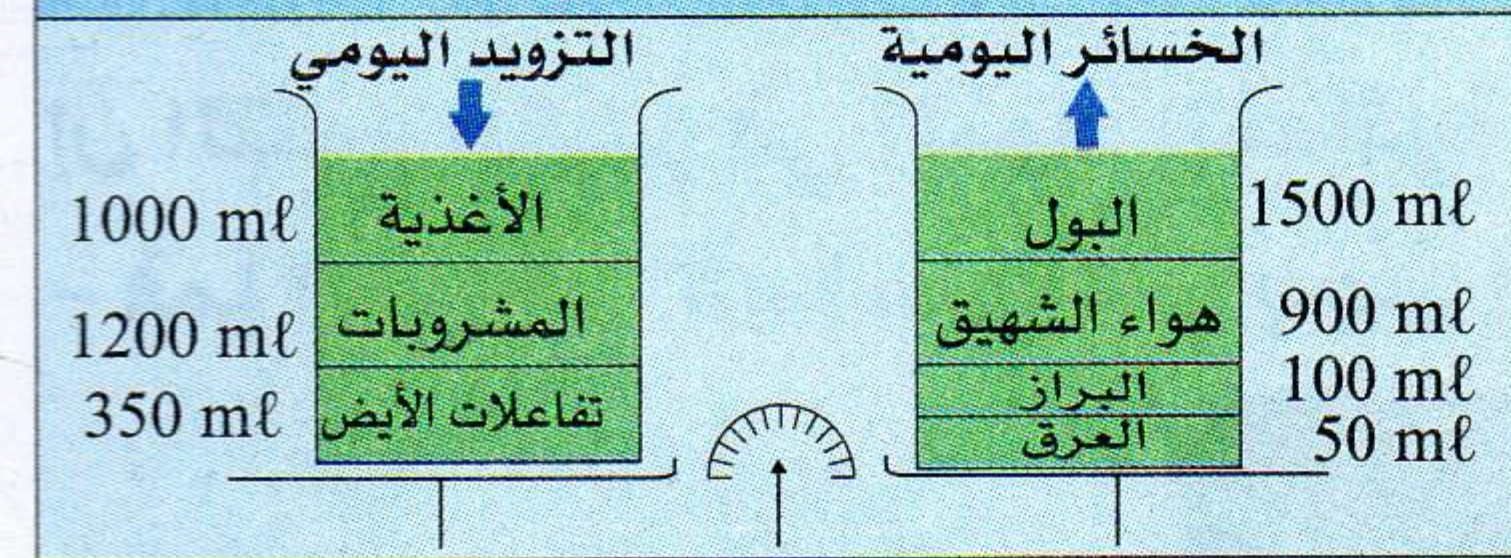 الخسائر اليومية
التزويد اليومي
1500 mℓ
البول
900 mℓ
هواء الشهيق
100 mℓ
البراز
50 mℓ
العرق
الأغذية
1000 mℓ
المشروبات
1200 mℓ
تفاعلات الأيض
350 mℓ